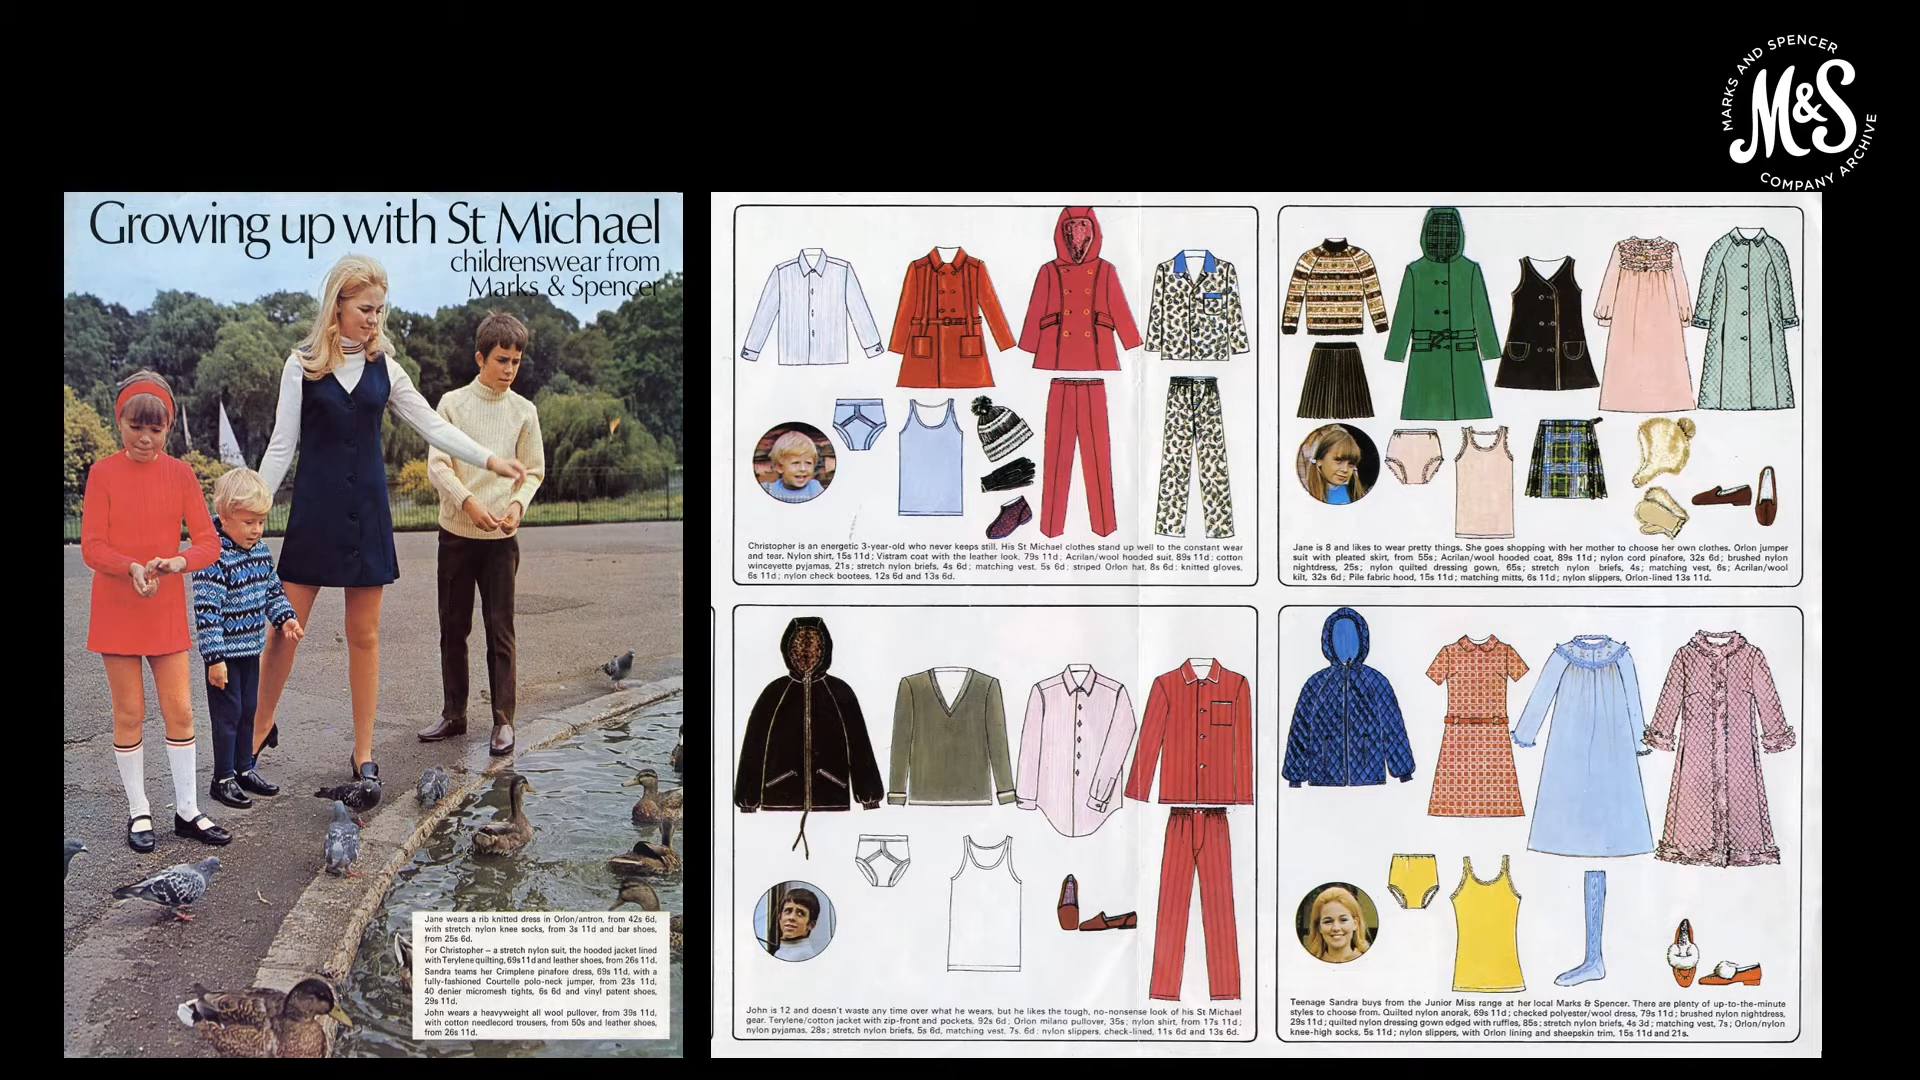 MARKS AND SPENCER
M&S
COMPANY ARCHIVE
Growing up with St Michael
childrenswear from
Marks & Spencer
Jane wears a rib knitted dress in Orlon/antron, from 42s 6d,
with stretch nylon knee socks, from 3s 11d and bar shoes,
from 25s 6d.
For Christopher – a stretch nylon suit, the hooded jacket lined
with Terylene quilting, 69s 11d and leather shoes, from 26s 11d.
Sandra teams her Crimplene pinafore dress, 69s 11d, with a
fully-fashioned Courtelle polo-neck jumper, from 23s 11d,
40 denier micromesh tights, 6s 6d and vinyl patent shoes,
29s 11d.
John wears a heavyweight all wool pullover, from 39s 11d,
with cotton needlecord trousers, from 50s and leather shoes,
from 26s 11d.
Christopher is an energetic 3-year-old who never keeps still. His St Michael clothes stand up well to the constant wear
and tear. Nylon shirt, 15s 11d; Vistram coat with the leather look, 79s 11d; Acrilan/wool hooded suit, 89s 11d; cotton
winceyette pyjamas, 21s; stretch nylon briefs, 4s 6d; matching vest, 5s 6d; striped Orlon hat, 8s 6d; knitted gloves,
6s 11d; nylon check bootees, 12s 6d and 13s 6d.
Jane is 8 and likes to wear pretty things. She goes shopping with her mother to choose her own clothes. Orlon jumper
suit with pleated skirt, from 55s; Acrilan/wool hooded coat, 89s 11d; nylon cord pinafore, 32s 6d; brushed nylon
nightdress, 25s; nylon quilted dressing gown, 65s; stretch nylon briefs, 4s; matching vest, 6s; Acrilan/wool
kilt, 32s 6d; Pile fabric hood, 15s 11d; matching mitts, 6s 11d; nylon slippers, Orlon-lined 13s 11d.
John is 12 and doesn't waste any time over what he wears, but he likes the tough, no-nonsense look of his St Michael
gear. Terylene/cotton jacket with zip-front and pockets, 92s 6d; Orlon milano pullover, 35s; nylon shirt, from 17s 11d;
nylon pyjamas, 28s; stretch nylon briefs, 5s 6d, matching vest, 7s. 6d; nylon slippers, check-lined, 11s 6d and 13s 6d.
Teenage Sandra buys from the Junior Miss range at her local Marks & Spencer. There are plenty of up-to-the-minute
styles to choose from. Quilted nylon anorak, 69s 11d; checked polyester/wool dress, 79s 11d; brushed nylon nightdress,
29s 11d; quilted nylon dressing gown edged with ruffles, 85s; stretch nylon briefs, 4s 3d; matching vest, 7s; Orlon/nylon
knee-high socks, 5s 11d; nylon slippers, with Orlon lining and sheepskin trim, 15s 11d and 21s.